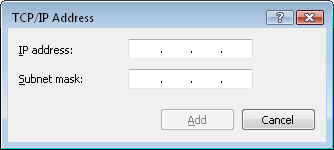 TCP/IP Address
IP address:
. . .
Subnet mask:
. . .
Add Cancel